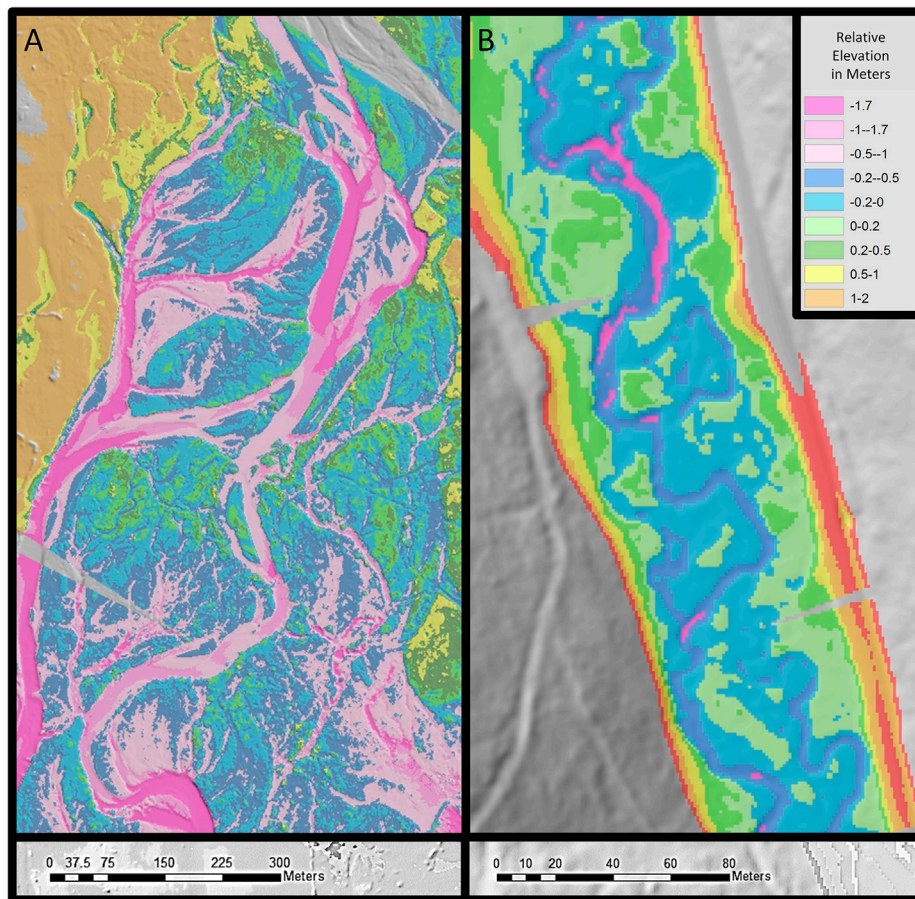 A
B
Relative
Elevation
in Meters
-1.7
-1--1.7
-0.5--1
-0.2--0.5
-0.2-0
0-0.2
0.2-0.5
0.5-1
1-2
0 37.5 75 150 225 300
Meters
0 10 20 40 60 80
Meters